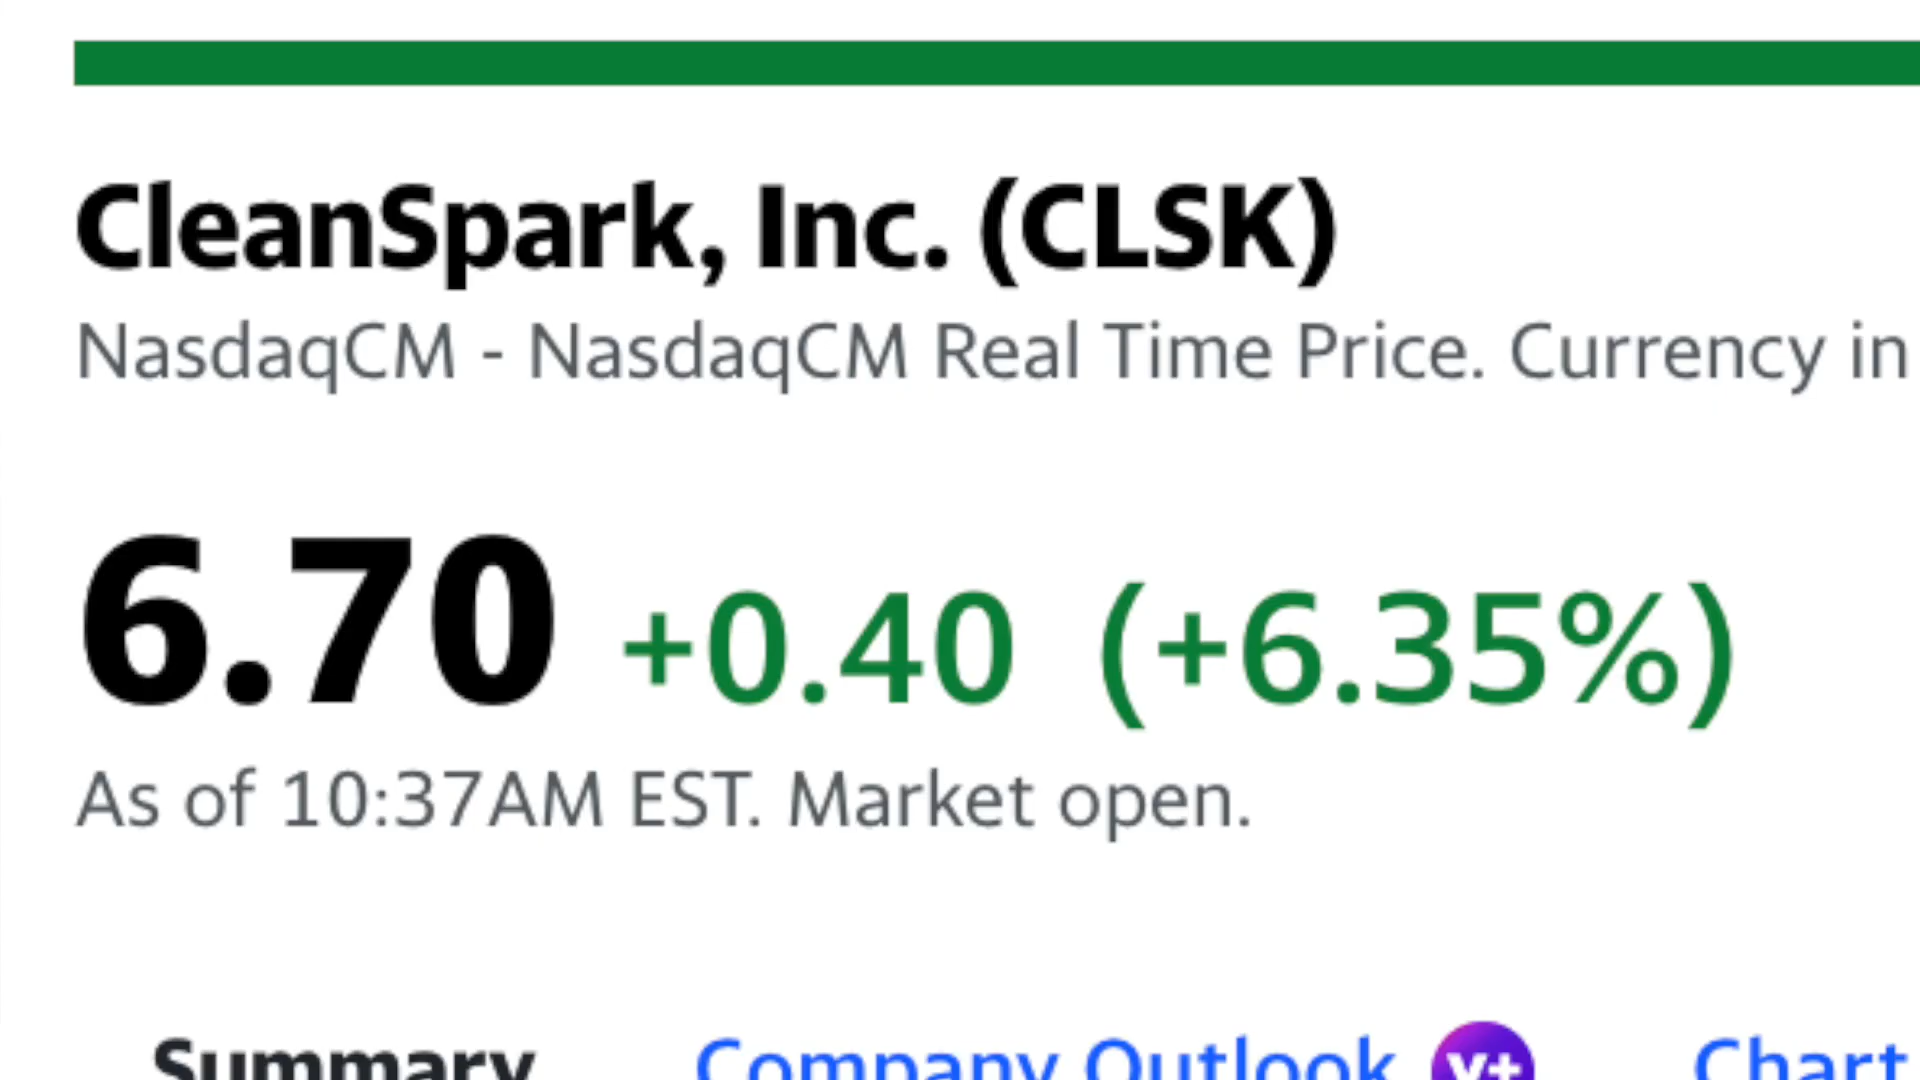 CleanSpark, Inc. (CLSK)
NasdaqCM - NasdaqCM Real Time Price. Currency in
6.70 +0.40 (+6.35%)
As of 10:37AM EST. Market open.
Summary Company Outlook Y+ Chart